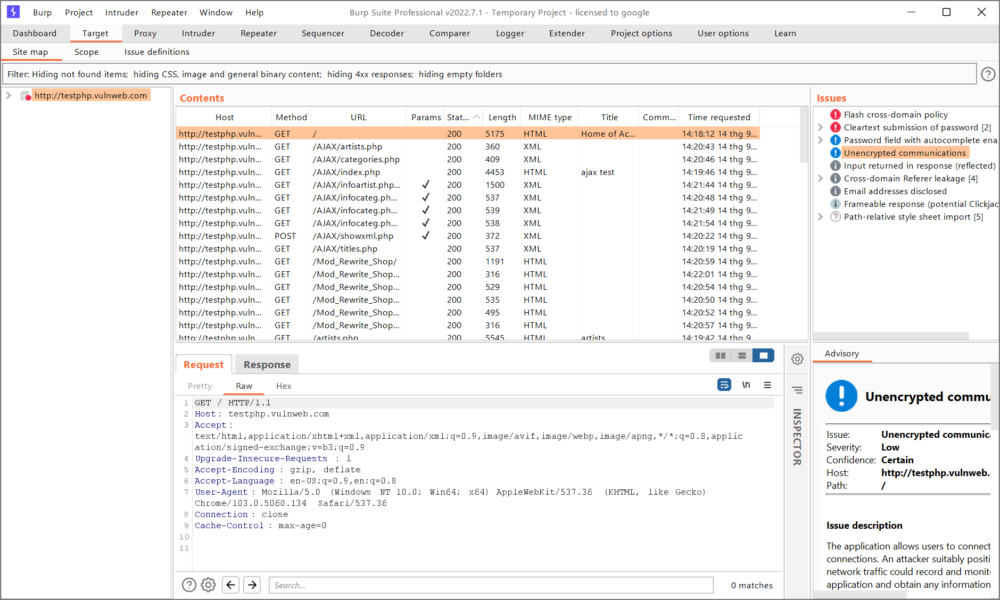 Burp Project Intruder Repeater Window Help Burp Suite Professional v2022.7.1 - Temporary Project - licensed to google
Dashboard Target Proxy Intruder Repeater Sequencer Decoder Comparer Logger Extender Project options User options Learn
Site map Scope Issue definitions
Filter: Hiding not found items; hiding CSS, image and general binary content; hiding 4xx responses; hiding empty folders
http://testphp.vulnweb.com
Contents
Host Method URL Params Stat... Length MIME type Title Comm... Time requested
http://testphp.vuln... GET / 200 5175 HTML Home of Ac... 14:18:12 14 thg 9...
http://testphp.vuln... GET /AJAX/artists.php 200 360 XML 14:20:43 14 thg 9...
http://testphp.vuln... GET /AJAX/categories.php 200 409 XML 14:20:46 14 thg 9...
http://testphp.vuln... GET /AJAX/index.php 200 4453 HTML ajax test 14:19:46 14 thg 9...
http://testphp.vuln... GET /AJAX/infoartist.php... ✓ 200 1500 XML 14:21:44 14 thg 9...
http://testphp.vuln... GET /AJAX/infocateg.ph... ✓ 200 537 XML 14:20:48 14 thg 9...
http://testphp.vuln... GET /AJAX/infocateg.ph... ✓ 200 539 XML 14:21:49 14 thg 9...
http://testphp.vuln... GET /AJAX/infocateg.ph... ✓ 200 538 XML 14:21:54 14 thg 9...
http://testphp.vuln... POST /AJAX/showxml.php ✓ 200 372 XML 14:20:22 14 thg 9...
http://testphp.vuln... GET /AJAX/titles.php 200 537 XML 14:20:19 14 thg 9...
http://testphp.vuln... GET /Mod_Rewrite_Shop/ 200 1191 HTML 14:20:59 14 thg 9...
http://testphp.vuln... GET /Mod_Rewrite_Shop... 200 316 HTML 14:22:01 14 thg 9...
http://testphp.vuln... GET /Mod_Rewrite_Shop... 200 529 HTML 14:20:54 14 thg 9...
http://testphp.vuln... GET /Mod_Rewrite_Shop... 200 535 HTML 14:20:50 14 thg 9...
http://testphp.vuln... GET /Mod_Rewrite_Shop... 200 495 HTML 14:20:52 14 thg 9...
http://testphp.vuln... GET /Mod_Rewrite_Shop... 200 316 HTML 14:20:57 14 thg 9...
http://testphp.vuln GET /artists.php 200 5545 HTML artists 14:19:42 14 thg 9
Issues
Flash cross-domain policy
Cleartext submission of password [2]
Password field with autocomplete ena
Unencrypted communications
Input returned in response (reflected)
Cross-domain Referer leakage [4]
Email addresses disclosed
Frameable response (potential Clickjac
Path-relative style sheet import [5]
Request Response
Pretty Raw Hex \n
1 GET / HTTP/1.1
2 Host: testphp.vulnweb.com
3 Accept:
text/html,application/xhtml+xml,application/xml;q=0.9,image/avif,image/webp,image/apng,*/*;q=0.8,applic
ation/signed-exchange;v=b3;q=0.9
4 Upgrade-Insecure-Requests : 1
5 Accept-Encoding : gzip, deflate
6 Accept-Language : en-US;q=0.9,en;q=0.8
7 User-Agent: Mozilla/5.0 (Windows NT 10.0; Win64; x64) AppleWebKit/537.36 (KHTML, like Gecko)
Chrome/103.0.5060.134 Safari/537.36
8 Connection: close
9 Cache-Control: max-age=0
10
11
Search... 0 matches
INSPECTOR
Advisory
Unencrypted commu
Issue: Unencrypted communica
Severity: Low
Confidence: Certain
Host: http://testphp.vulnweb.
Path: /
Issue description
The application allows users to connect
connections. An attacker suitably positi
network traffic could record and monit
application and obtain any information